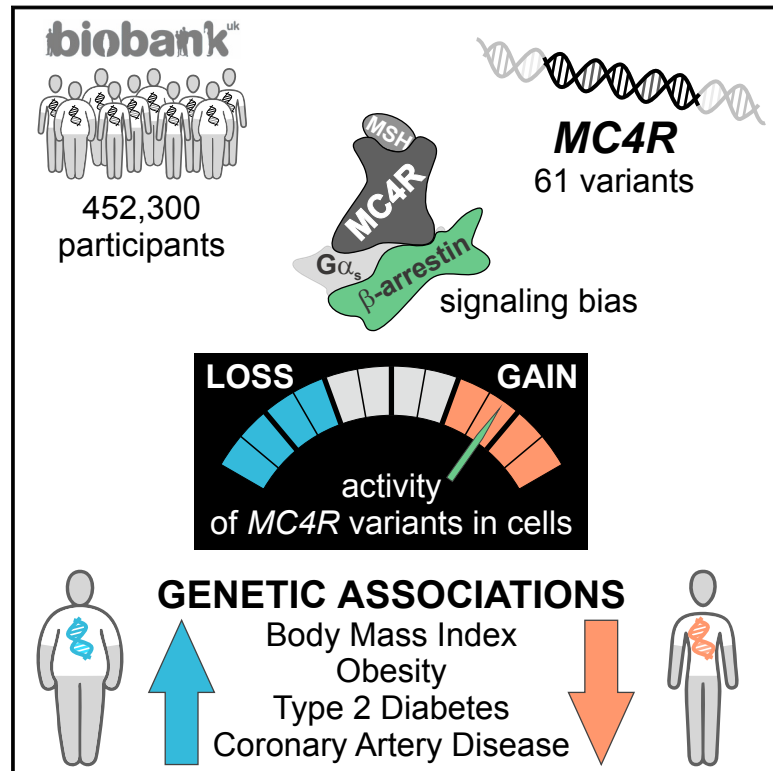 biobank uk
452,300
participants
MC4R
61 variants
MSH
MC4R
Gαs
β-arrestin
signaling bias
LOSS
GAIN
activity
of MC4R variants in cells
GENETIC ASSOCIATIONS
Body Mass Index
Obesity
Type 2 Diabetes
Coronary Artery Disease